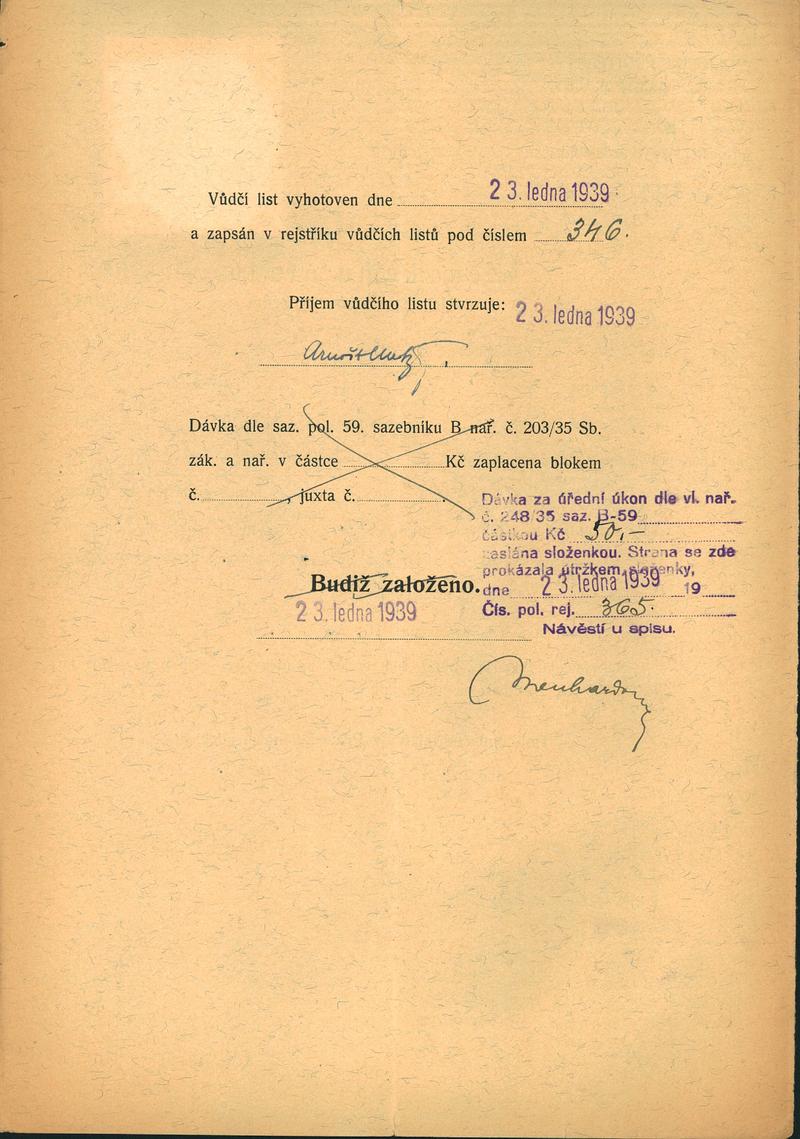 Vůdčí list vyhotoven dne 23. ledna 1939
a zapsán v rejstříku vůdčích listů pod číslem 346.
Příjem vůdčího listu stvrzuje: 23. ledna 1939
Arnošt
Dávka dle saz. pol. 59. sazebníku B nař. č. 203/35 Sb.
zák. a nař. v částce Kč zaplacena blokem
č. , juxta č.
Dávka za úřední úkon dle vl. nař.
č. 248/35 saz. B-59
částkou Kč 50,–
zaslána složenkou. Strana se zde
prokázala útržkem složenky,
dne 23. ledna 1939 19
Čís. pol. rej. 365.
Návěstí u spisu.
Budiž založeno.
23. ledna 1939